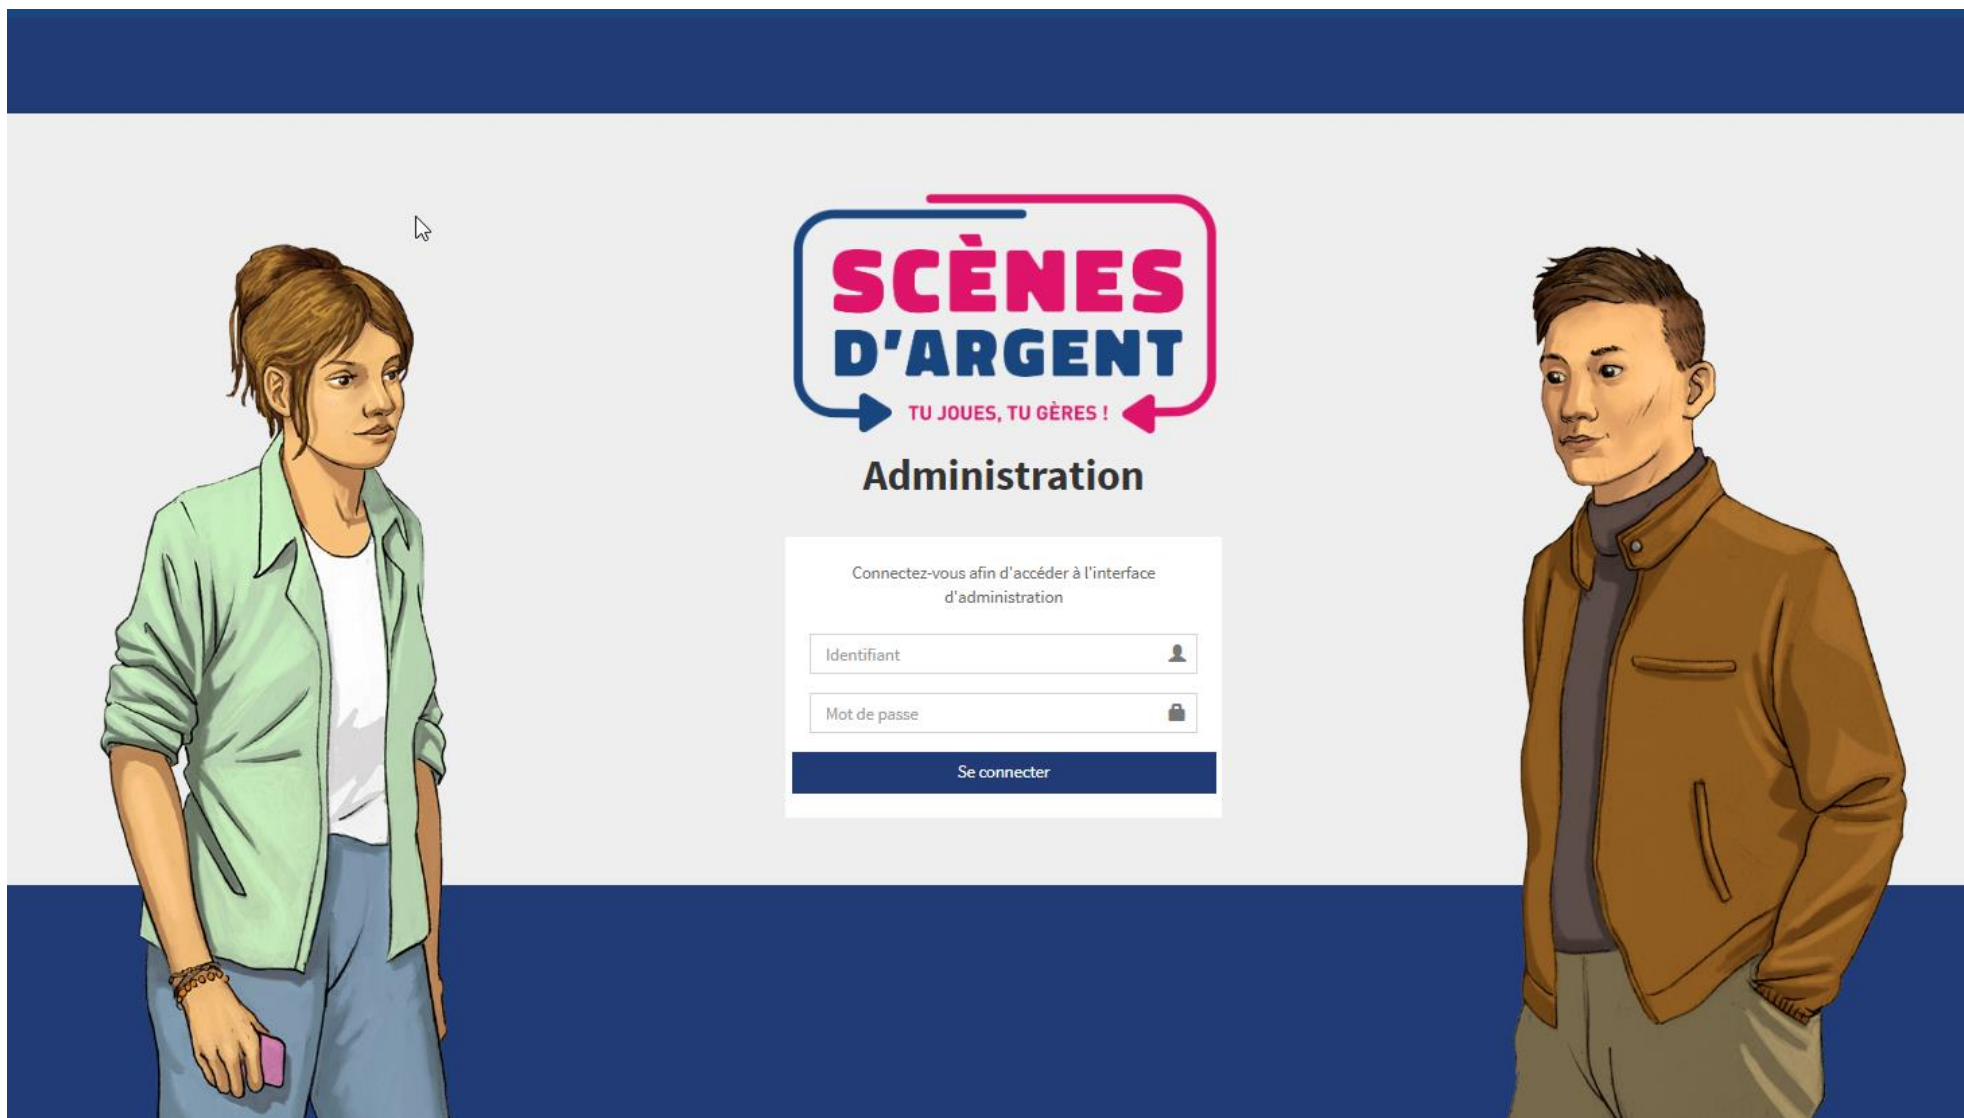 SCÈNES
D'ARGENT
TU JOUES, TU GÈRES !
Administration
Connectez-vous afin d'accéder à l'interface
d'administration
Identifiant
Mot de passe
Se connecter